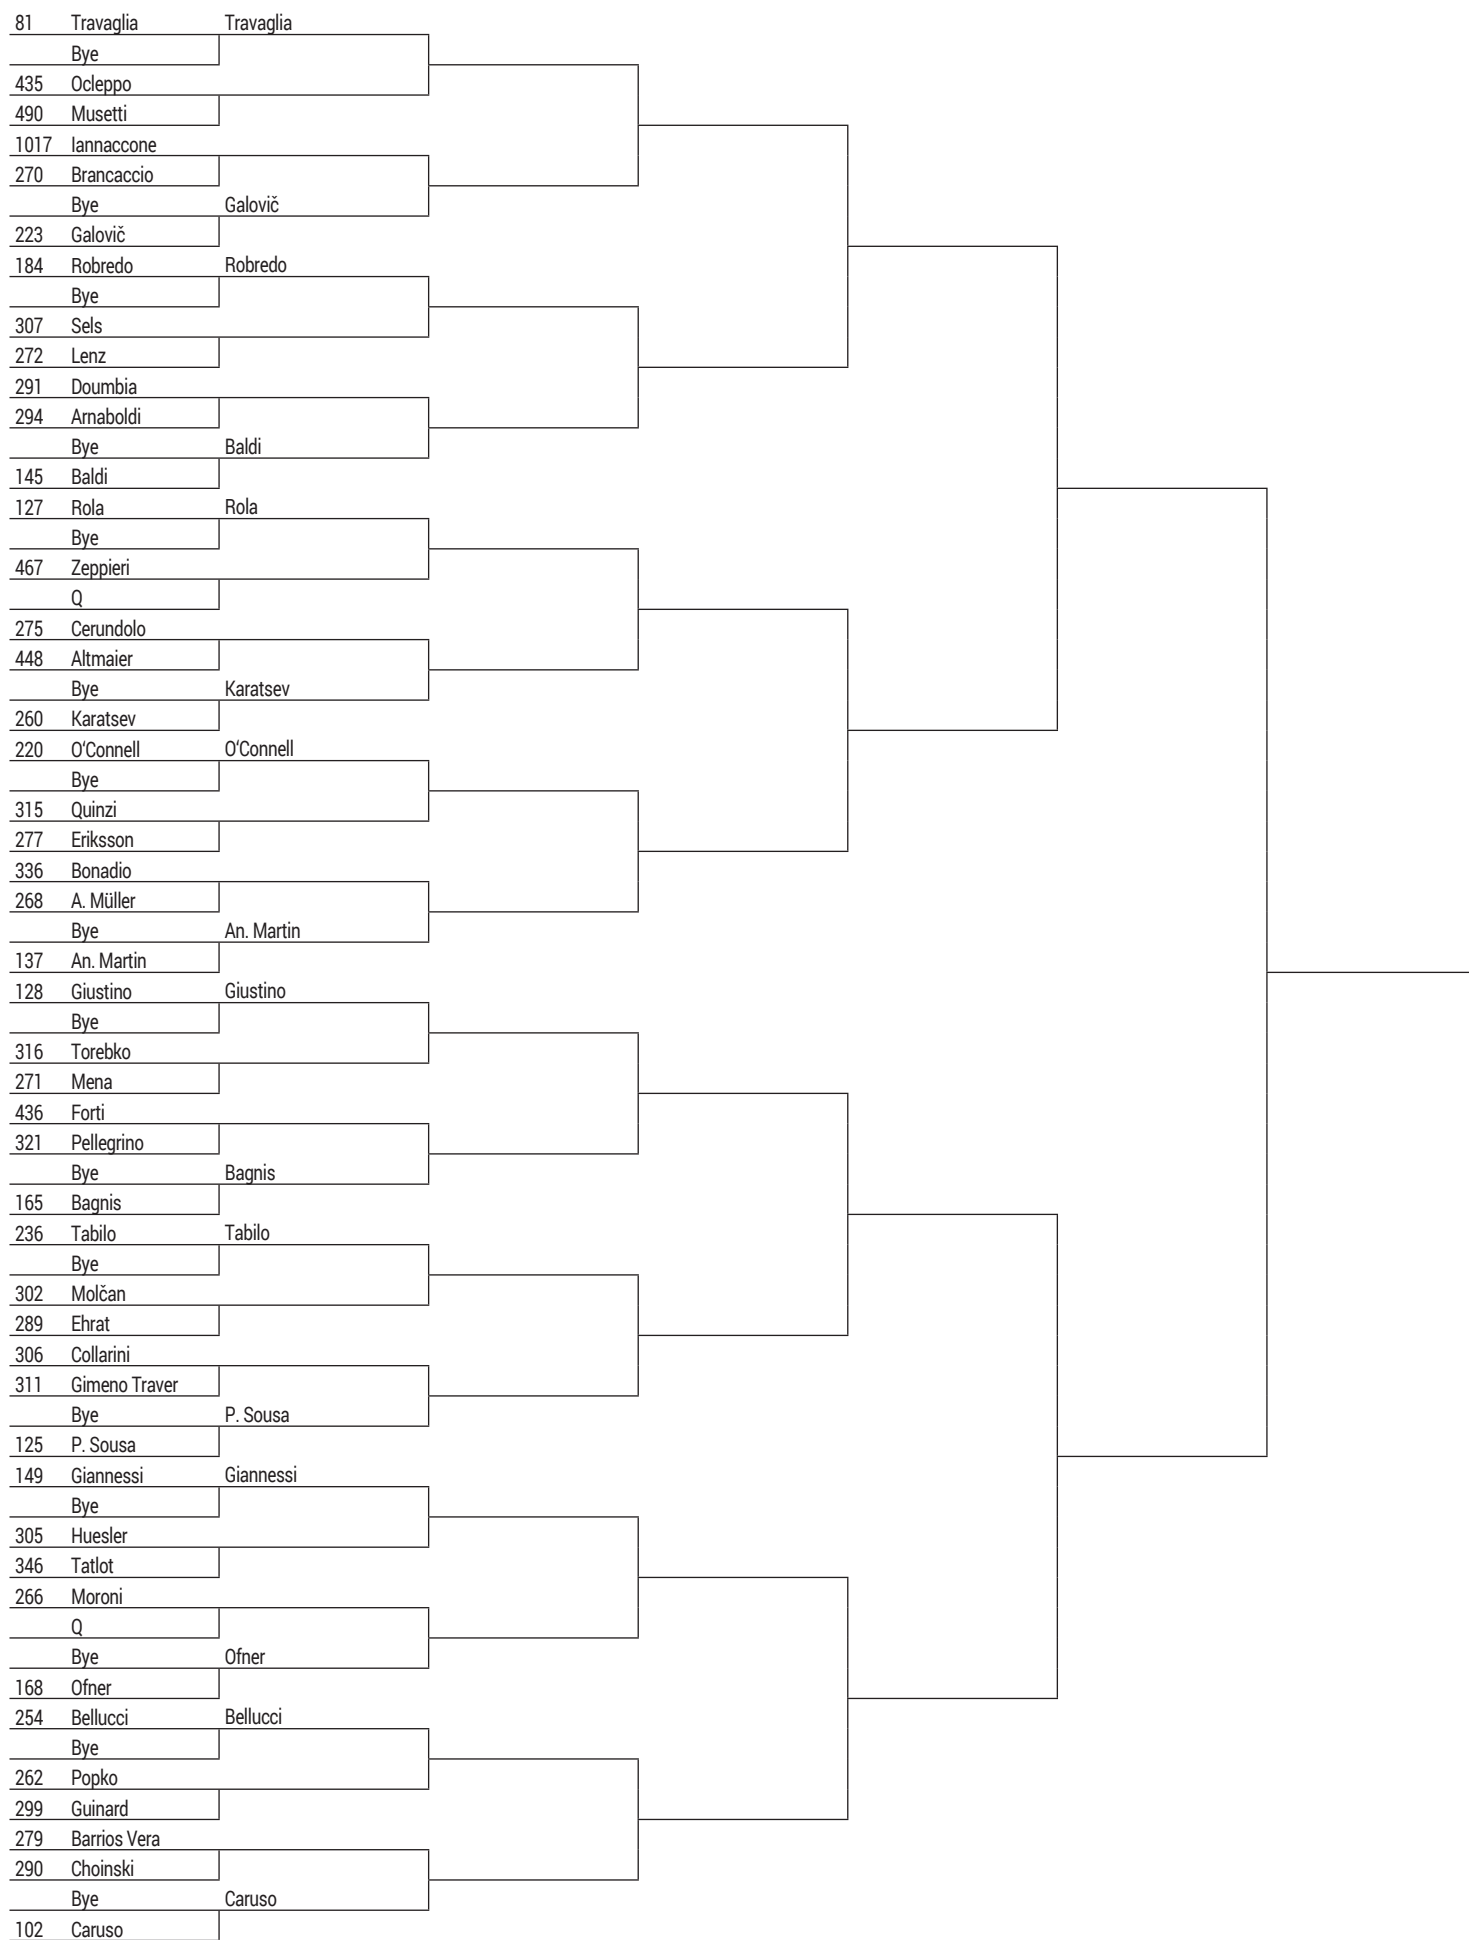 81 Travaglia Travaglia
Bye
435 Ocleppo
490 Musetti
1017 Iannaccone
270 Brancaccio
Bye Galovič
223 Galovič
184 Robredo Robredo
Bye
307 Sels
272 Lenz
291 Doumbia
294 Arnaboldi
Bye Baldi
145 Baldi
127 Rola Rola
Bye
467 Zeppieri
Q
275 Cerundolo
448 Altmaier
Bye Karatsev
260 Karatsev
220 O‘Connell O‘Connell
Bye
315 Quinzi
277 Eriksson
336 Bonadio
268 A. Müller
Bye An. Martin
137 An. Martin
128 Giustino Giustino
Bye
316 Torebko
271 Mena
436 Forti
321 Pellegrino
Bye Bagnis
165 Bagnis
236 Tabilo Tabilo
Bye
302 Molčan
289 Ehrat
306 Collarini
311 Gimeno Traver
Bye P. Sousa
125 P. Sousa
149 Giannessi Giannessi
Bye
305 Huesler
346 Tatlot
266 Moroni
Q
Bye Ofner
168 Ofner
254 Bellucci Bellucci
Bye
262 Popko
299 Guinard
279 Barrios Vera
290 Choinski
Bye Caruso
102 Caruso